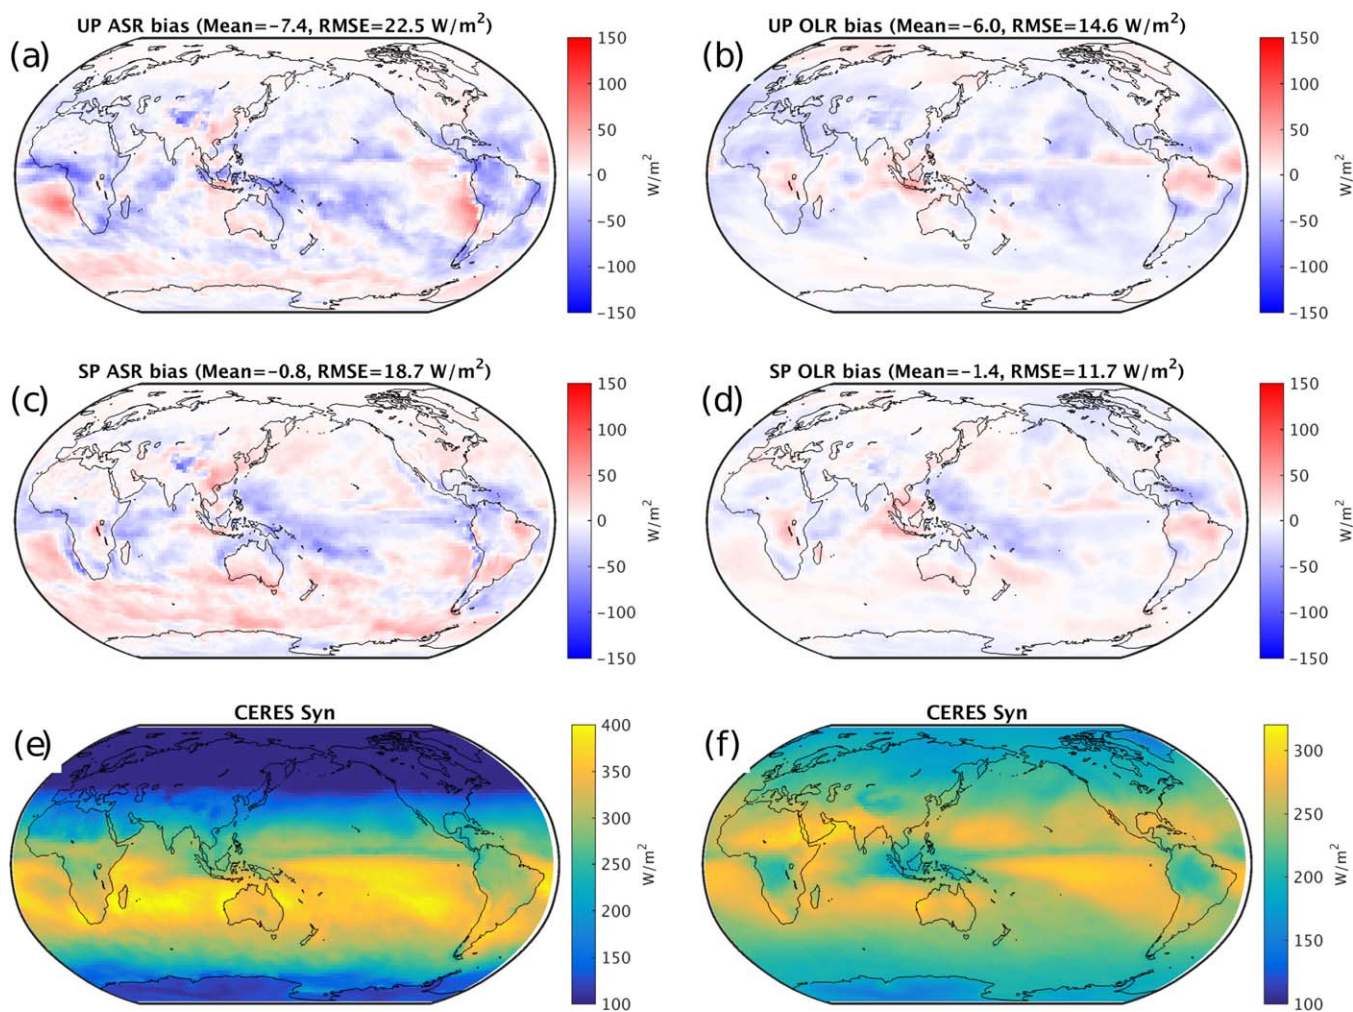 UP ASR bias (Mean=−7.4, RMSE=22.5 W/m²)
(a)
150
100
50
0
−50
−100
−150
W/m²
UP OLR bias (Mean=−6.0, RMSE=14.6 W/m²)
(b)
150
100
50
0
−50
−100
−150
W/m²
SP ASR bias (Mean=−0.8, RMSE=18.7 W/m²)
(c)
150
100
50
0
−50
−100
−150
W/m²
SP OLR bias (Mean=−1.4, RMSE=11.7 W/m²)
(d)
150
100
50
0
−50
−100
−150
W/m²
CERES Syn
(e)
400
350
300
250
200
150
100
W/m²
CERES Syn
(f)
300
250
200
150
100
W/m²